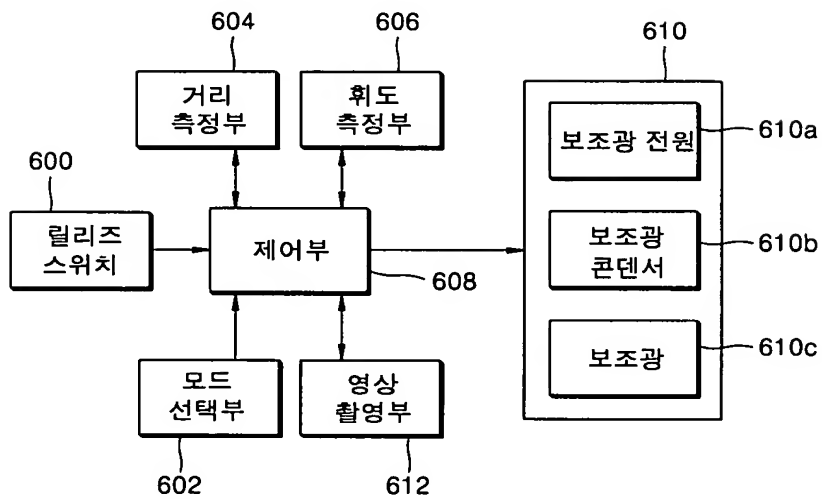 604
606
610
거리
측정부
휘도
측정부
보조광 전원
610a
600
릴리즈
스위치
제어부
608
보조광
콘덴서
610b
모드
선택부
영상
촬영부
보조광
610c
602
612